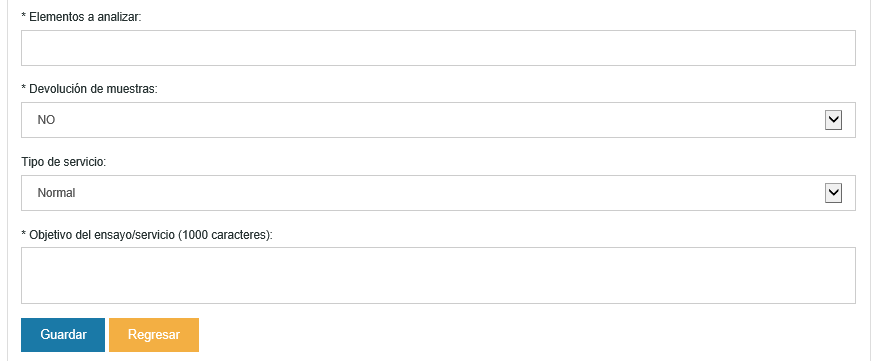 * Elementos a analizar:
* Devolución de muestras:
NO
Tipo de servicio:
Normal
* Objetivo del ensayo/servicio (1000 caracteres):
Guardar Regresar